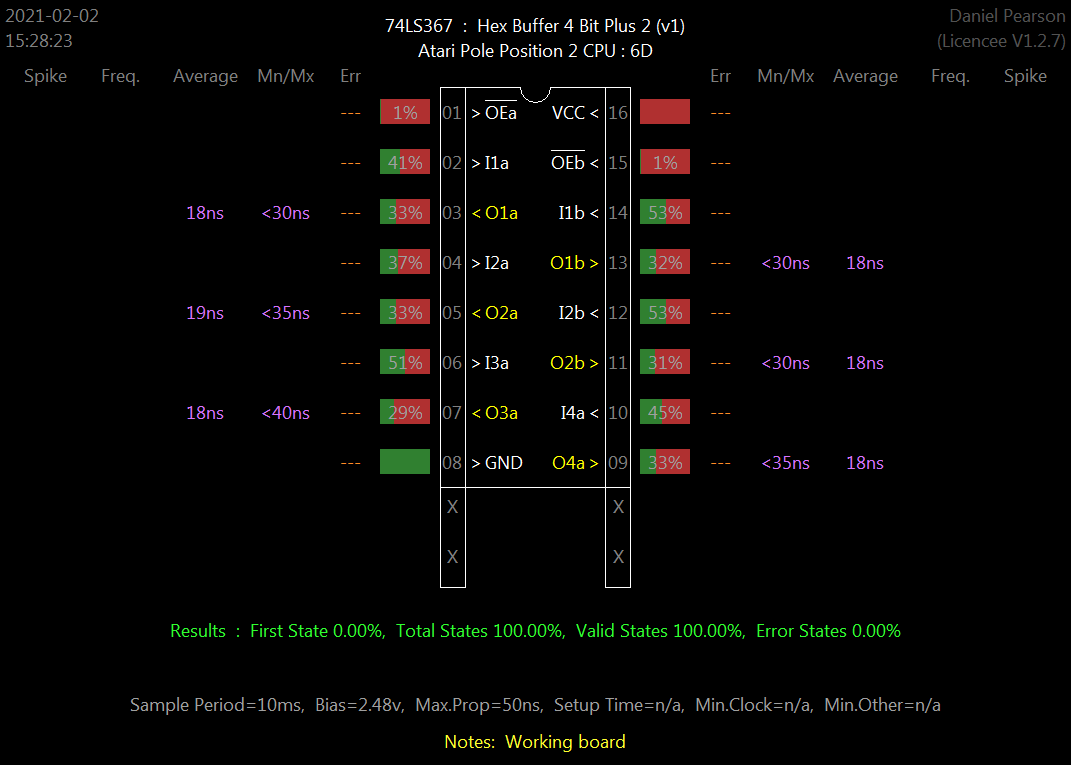 2021-02-02 74LS367 : Hex Buffer 4 Bit Plus 2 (v1) Daniel Pearson
15:28:23 Atari Pole Position 2 CPU : 6D (Licencee V1.2.7)
Spike Freq. Average Mn/Mx Err Err Mn/Mx Average Freq. Spike
--- 1% 01 > OEa VCC < 16 ---
--- 41% 02 > I1a OEb < 15 1% ---
18ns <30ns --- 33% 03 < O1a I1b < 14 53% ---
--- 37% 04 > I2a O1b > 13 32% --- <30ns 18ns
19ns <35ns --- 33% 05 < O2a I2b < 12 53% ---
--- 51% 06 > I3a O2b > 11 31% --- <30ns 18ns
18ns <40ns --- 29% 07 < O3a I4a < 10 45% ---
--- 08 > GND O4a > 09 33% --- <35ns 18ns
X X
X X
Results : First State 0.00%, Total States 100.00%, Valid States 100.00%, Error States 0.00%
Sample Period=10ms, Bias=2.48v, Max.Prop=50ns, Setup Time=n/a, Min.Clock=n/a, Min.Other=n/a
Notes: Working board